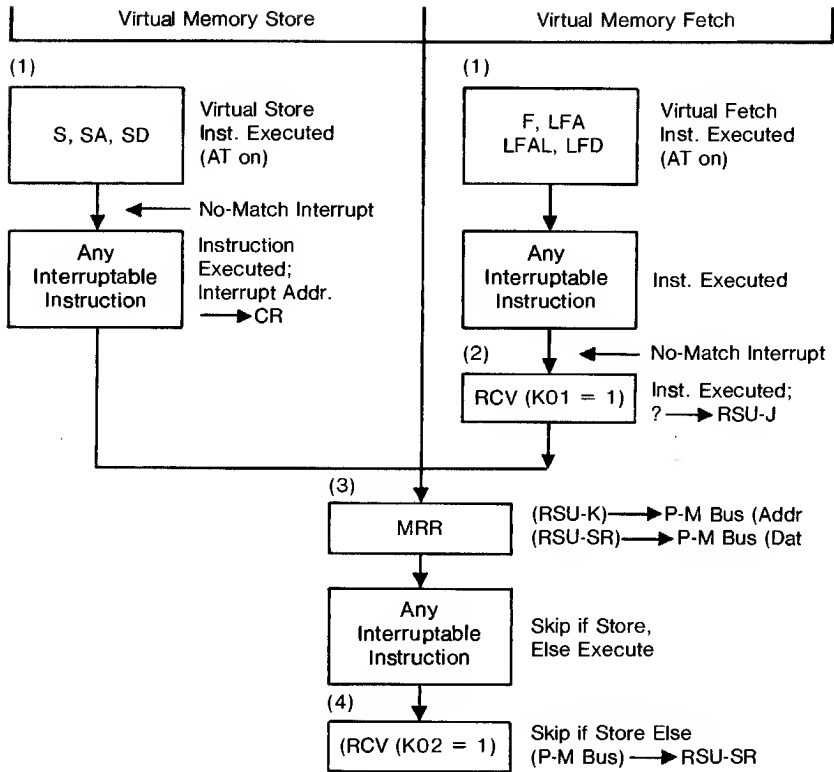 Virtual Memory Store
Virtual Memory Fetch
(1)
S, SA, SD
Virtual Store
Inst. Executed
(AT on)
No-Match Interrupt
Any
Interruptable
Instruction
Instruction
Executed;
Interrupt Addr.
→CR
(1)
F, LFA
LFAL, LFD
Virtual Fetch
Inst. Executed
(AT on)
Any
Interruptable
Instruction
Inst. Executed
(2)
No-Match Interrupt
RCV (K01 = 1)
Inst. Executed;
? → RSU-J
(3)
MRR
(RSU-K) → P-M Bus (Addr
(RSU-SR) → P-M Bus (Dat
Any
Interruptable
Instruction
Skip if Store,
Else Execute
(4)
(RCV (K02 = 1)
Skip if Store Else
(P-M Bus) → RSU-SR